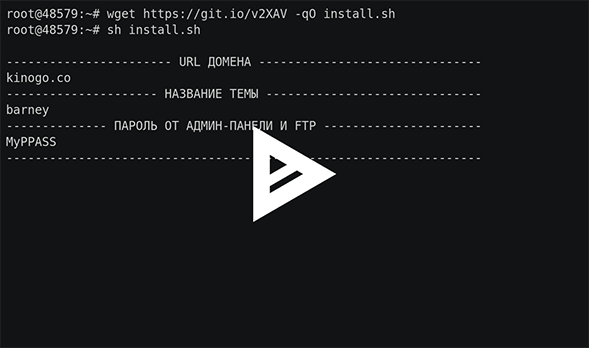 root@48579:~# wget https://git.io/v2XAV -qO install.sh
root@48579:~# sh install.sh
----------------------- URL ДОМЕНА -------------------------------
kinogo.co
--------------------- НАЗВАНИЕ ТЕМЫ ------------------------------
barney
-------------- ПАРОЛЬ ОТ АДМИН-ПАНЕЛИ И FTP ----------------------
MyPPASS
------------------------------------------------------------------